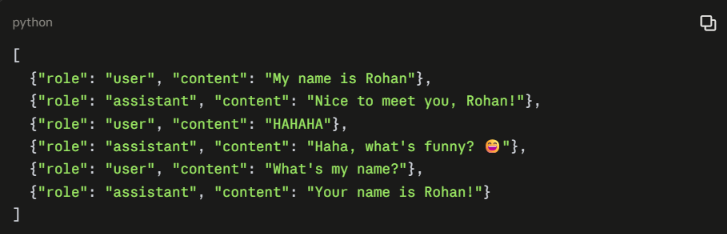 python
[
{"role": "user", "content": "My name is Rohan"},
{"role": "assistant", "content": "Nice to meet you, Rohan!"},
{"role": "user", "content": "HAHAHA"},
{"role": "assistant", "content": "Haha, what's funny? 😄"},
{"role": "user", "content": "What's my name?"},
{"role": "assistant", "content": "Your name is Rohan!"}
]